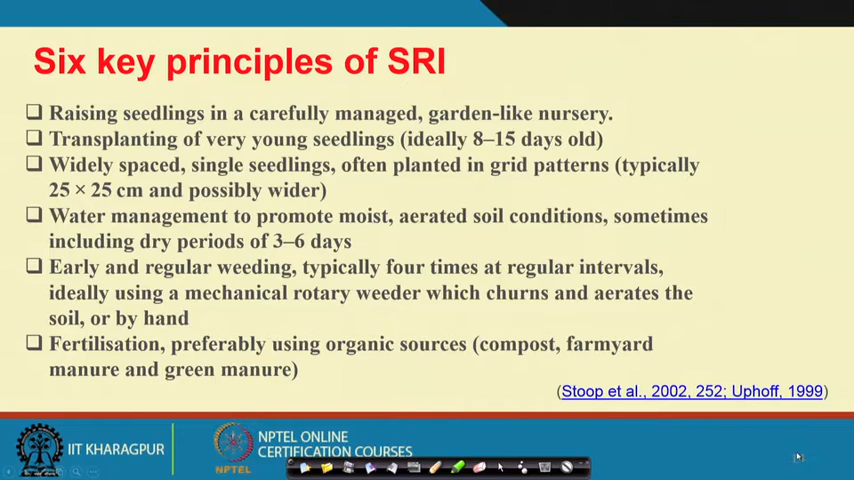 Six key principles of SRI
❑ Raising seedlings in a carefully managed, garden-like nursery.
❑ Transplanting of very young seedlings (ideally 8–15 days old)
❑ Widely spaced, single seedlings, often planted in grid patterns (typically
25 × 25 cm and possibly wider)
❑ Water management to promote moist, aerated soil conditions, sometimes
including dry periods of 3–6 days
❑ Early and regular weeding, typically four times at regular intervals,
ideally using a mechanical rotary weeder which churns and aerates the
soil, or by hand
❑ Fertilisation, preferably using organic sources (compost, farmyard
manure and green manure)
(Stoop et al., 2002, 252; Uphoff, 1999)
IIT KHARAGPUR
NPTEL
NPTEL ONLINE
CERTIFICATION COURSES